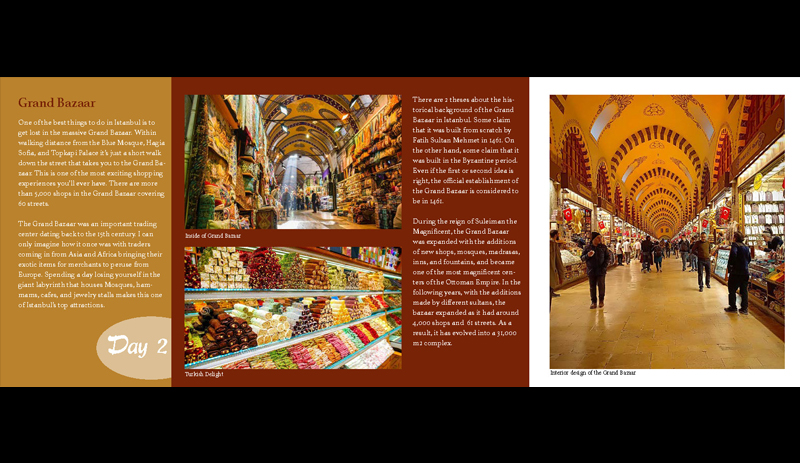 Grand Bazaar
One of the best things to do in Istanbul is to
get lost in the massive Grand Bazaar. Within
walking distance from the Blue Mosque, Hagia
Sofia, and Topkapi Palace it's just a short walk
down the street that takes you to the Grand Ba-
zaar. This is one of the most exciting shopping
experiences you'll ever have. There are more
than 5,000 shops in the Grand Bazaar covering
60 streets.
The Grand Bazaar was an important trading
center dating back to the 15th century. I can
only imagine how it once was with traders
coming in from Asia and Africa bringing their
exotic items for merchants to peruse from
Europe. Spending a day losing yourself in the
giant labyrinth that houses Mosques, ham-
mams, cafes, and jewelry stalls makes this one
of Istanbul's top attractions.
Day 2
Inside of Grand Bazaar
Turkish Delight
There are 2 theses about the his-
torical background of the Grand
Bazaar in Istanbul. Some claim
that it was built from scratch by
Fatih Sultan Mehmet in 1461. On
the other hand, some claim that it
was built in the Byzantine period.
Even if the first or second idea is
right, the official establishment of
the Grand Bazaar is considered to
be in 1461.
During the reign of Suleiman the
Magnificent, the Grand Bazaar
was expanded with the additions
of new shops, mosques, madrasas,
inns, and fountains, and became
one of the most magnificent cen-
ters of the Ottoman Empire. In the
following years, with the additions
made by different sultans, the
bazaar expanded as it had around
4,000 shops and 61 streets. As a
result, it has evolved into a 31,000
m2 complex.
Interior design of the Grand Bazaar